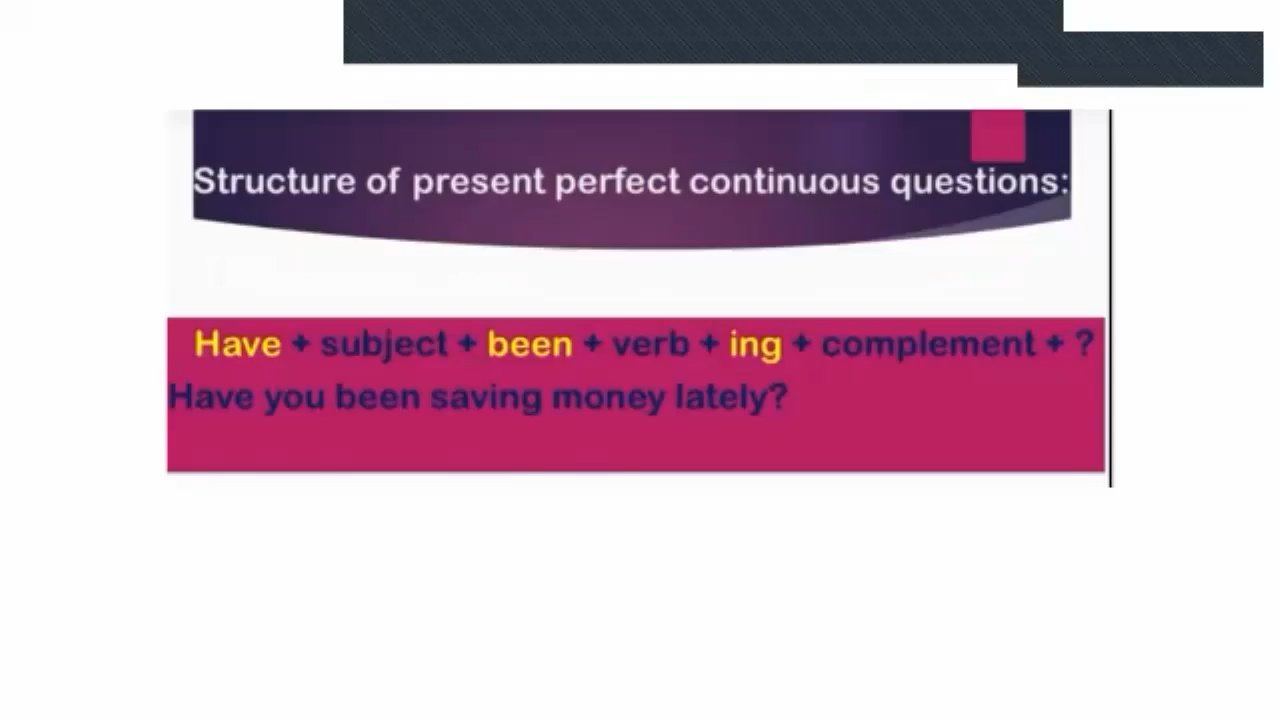 Structure of present perfect continuous questions:
Have + subject + been + verb + ing + complement + ?
Have you been saving money lately?